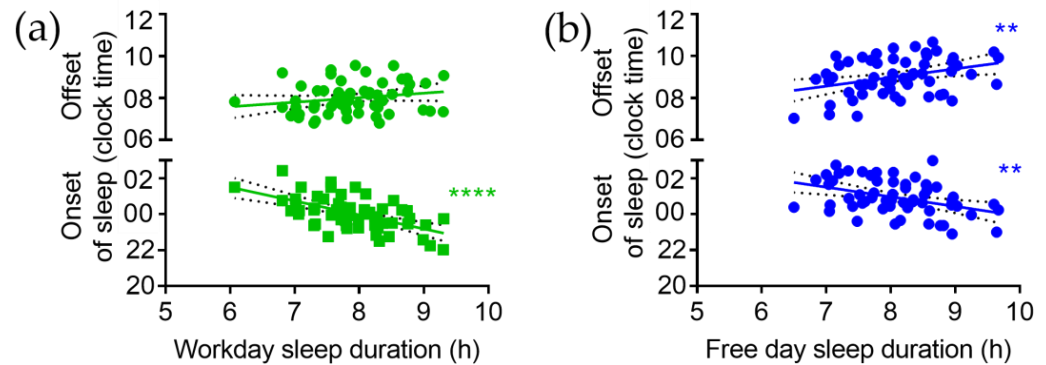 (a)
Offset
(clock time)
12
10
08
06
Onset
of sleep
02
00
22
20
****
5 6 7 8 9 10
Workday sleep duration (h)
(b)
Offset
(clock time)
12
10
08
06
Onset
of sleep
02
00
22
20
**
**
5 6 7 8 9 10
Free day sleep duration (h)